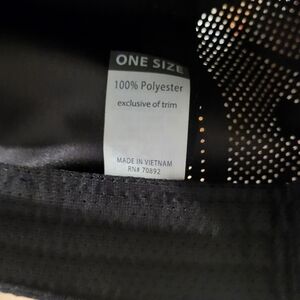 ONE SIZE
100% Polyester
exclusive of trim
MADE IN VIETNAM
RN# 70892